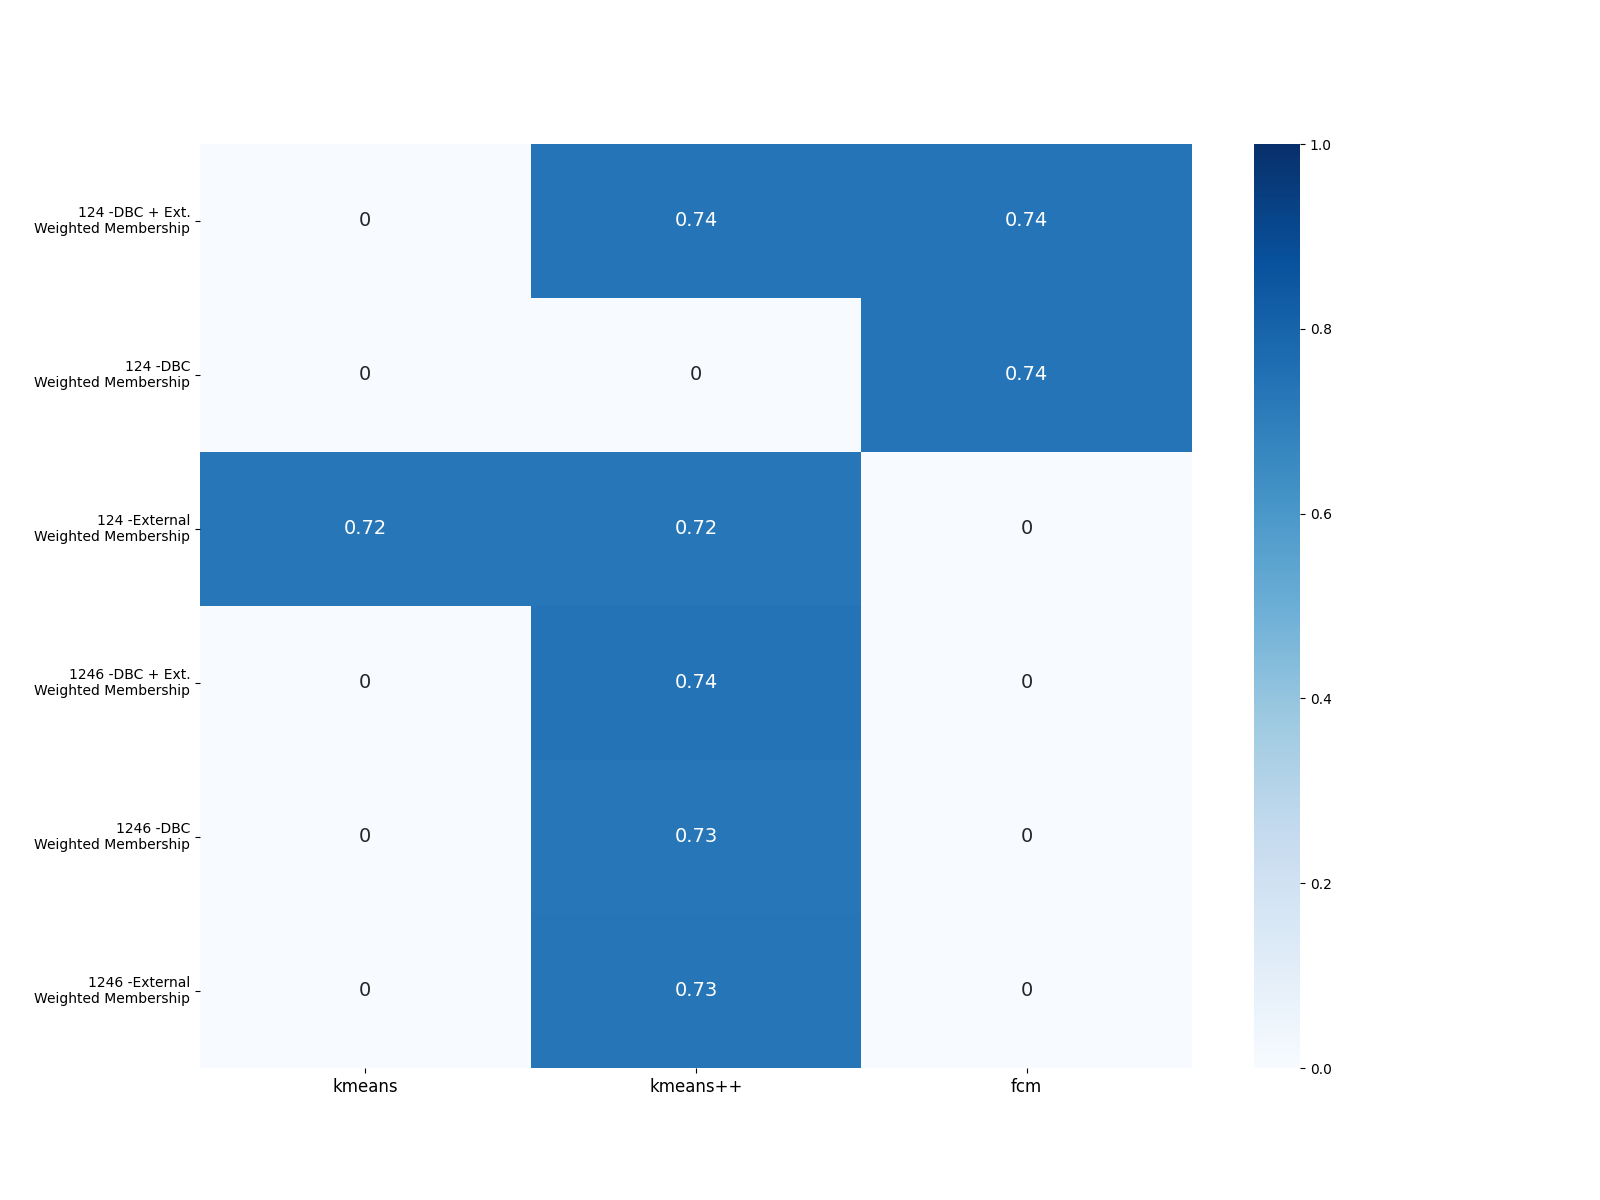 124 -DBC + Ext.
Weighted Membership
0
0.74
0.74
124 -DBC
Weighted Membership
0
0
0.74
124 -External
Weighted Membership
0.72
0.72
0
1246 -DBC + Ext.
Weighted Membership
0
0.74
0
1246 -DBC
Weighted Membership
0
0.73
0
1246 -External
Weighted Membership
0
0.73
0
kmeans
kmeans++
fcm
1.0
0.8
0.6
0.4
0.2
0.0